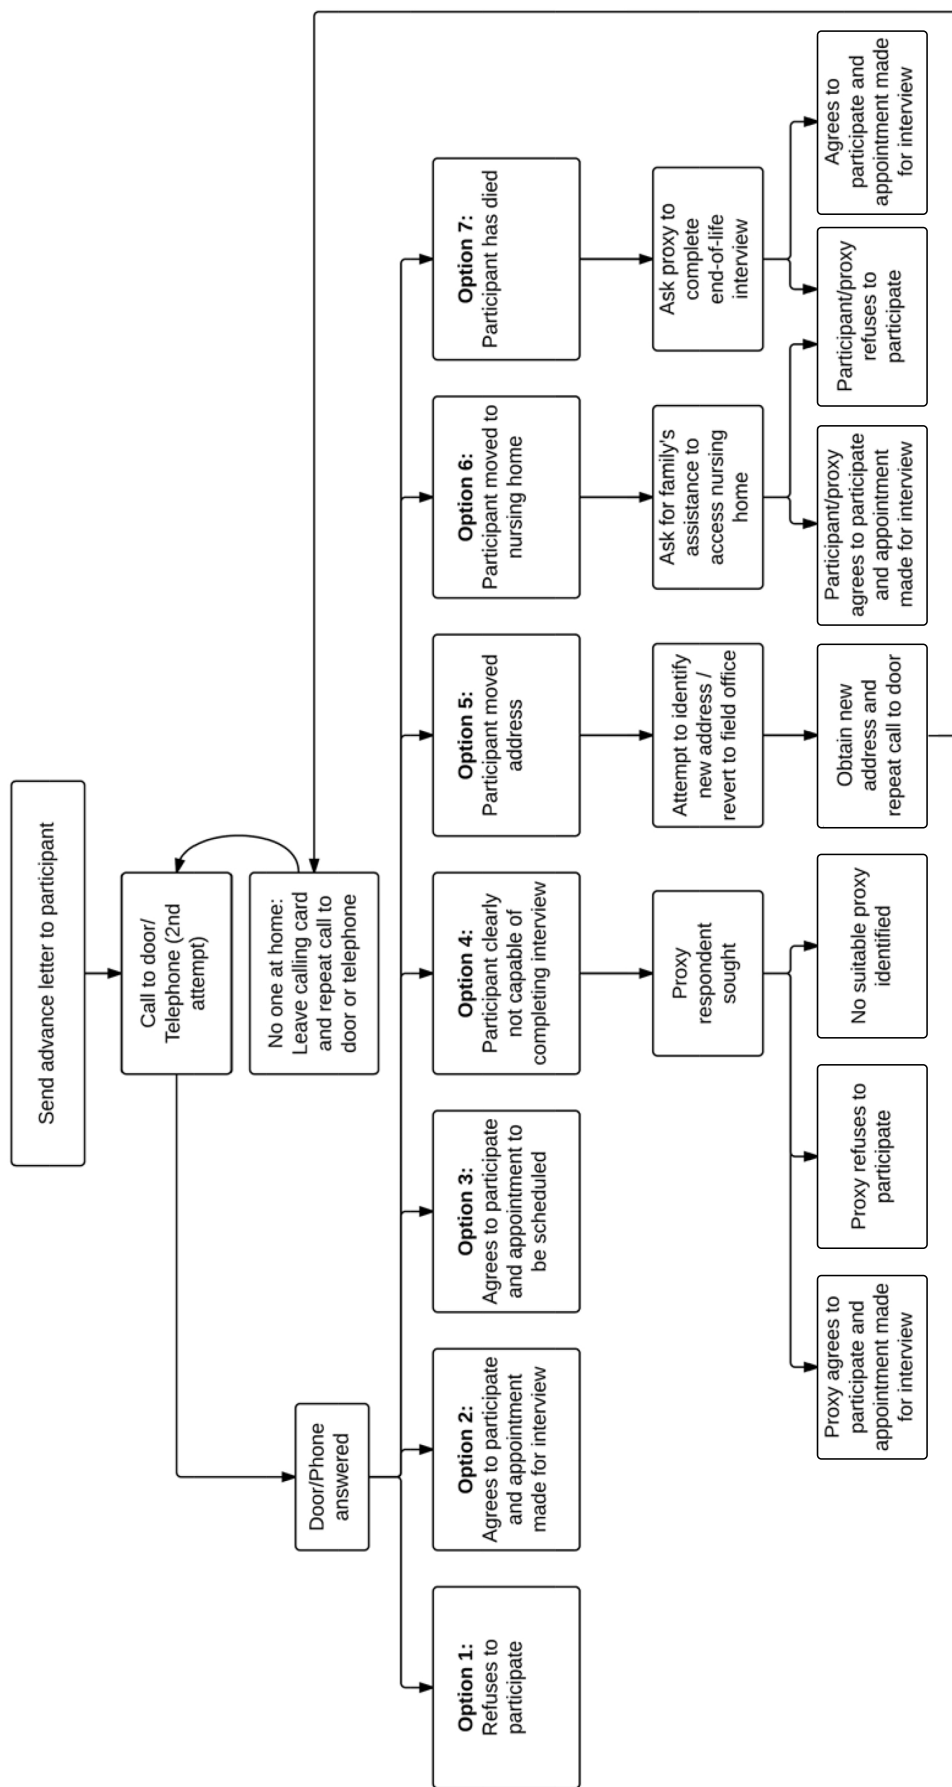 Send advance letter to participant
Call to door/
Telephone (2nd
attempt)
No one at home:
Leave calling card
and repeat call to
door or telephone
Door/Phone
answered
Option 1:
Refuses to
participate
Option 2:
Agrees to participate
and appointment
made for interview
Option 3:
Agrees to participate
and appointment to
be scheduled
Option 4:
Participant clearly
not capable of
completing interview
Option 5:
Participant moved
address
Option 6:
Participant moved to
nursing home
Option 7:
Participant has died
Proxy
respondent
sought
Attempt to identify
new address /
revert to field office
Ask for family's
assistance to
access nursing
home
Ask proxy to
complete
end-of-life
interview
Proxy agrees to
participate and
appointment made
for interview
Proxy refuses to
participate
No suitable proxy
identified
Obtain new
address and
repeat call to door
Participant/proxy
agrees to participate
and appointment
made for interview
Participant/proxy
refuses to
participate
Agrees to
participate and
appointment made
for interview